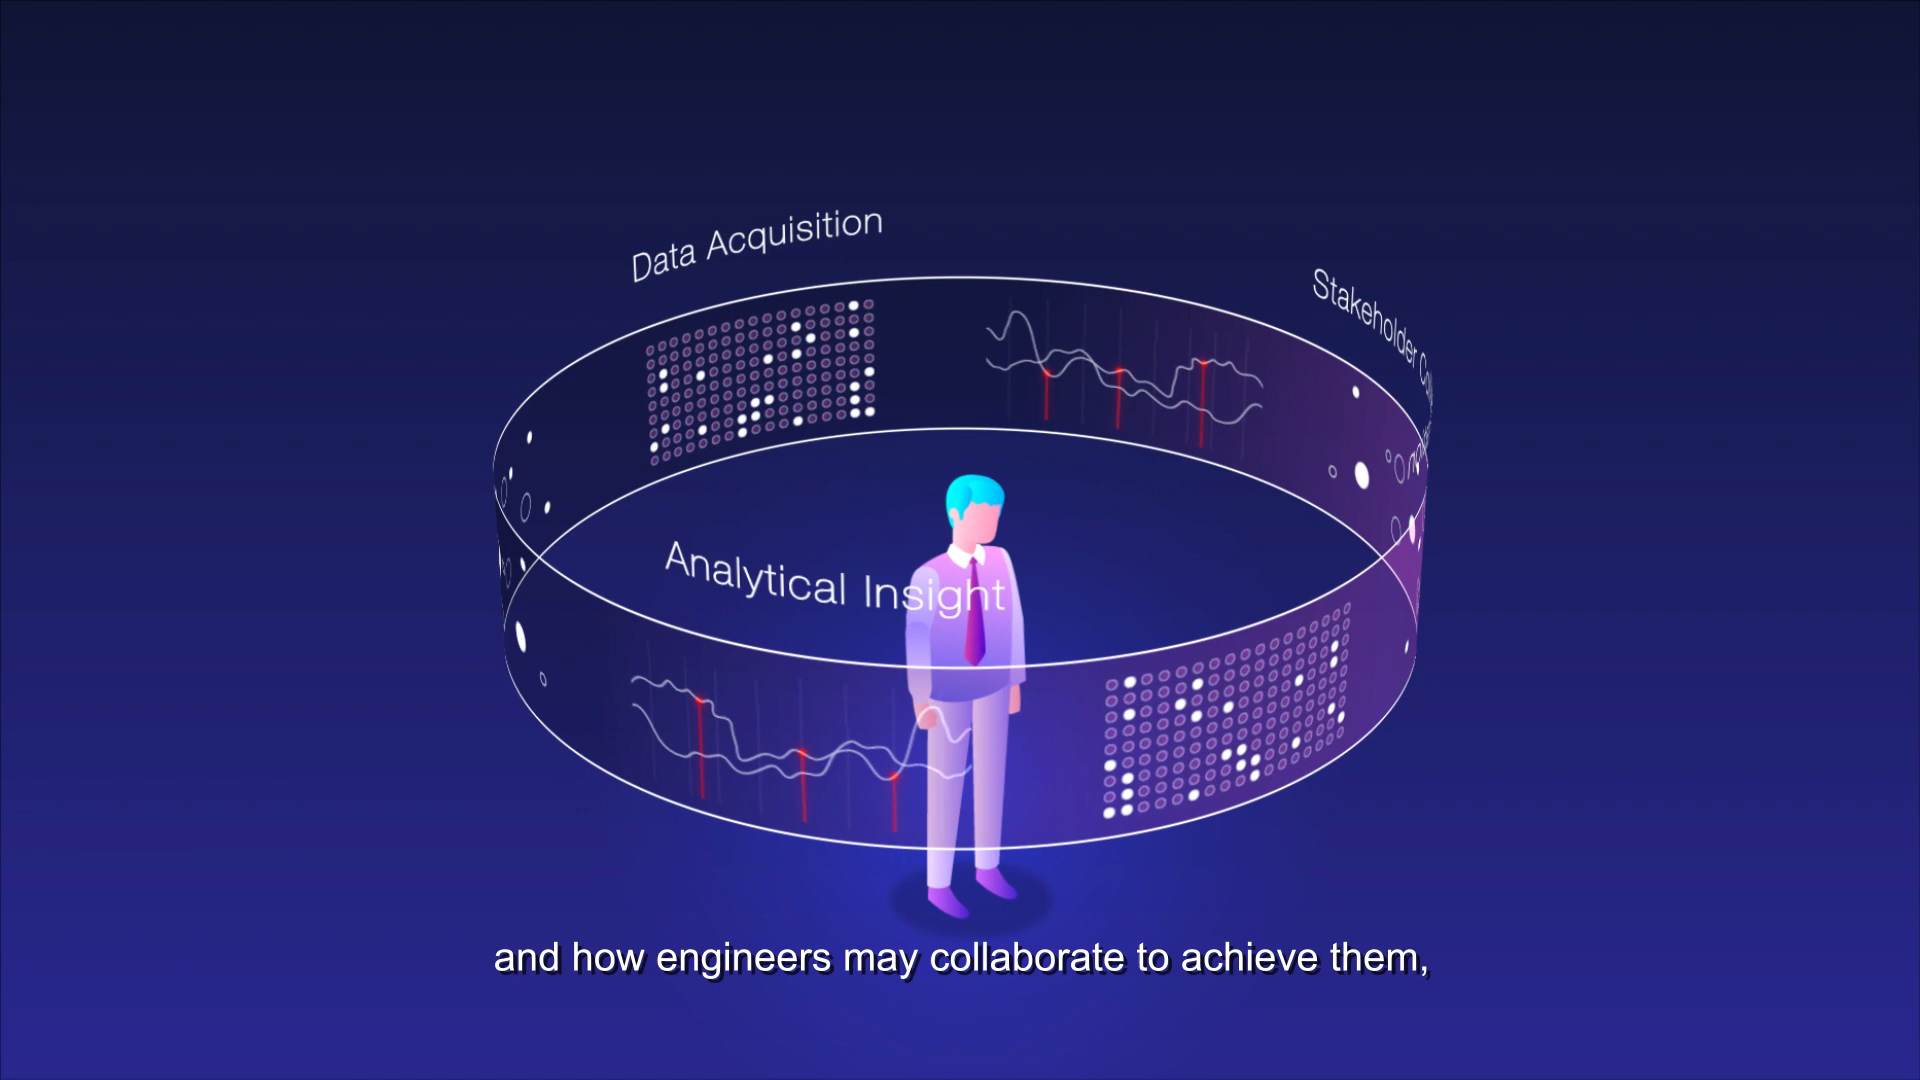 Data Acquisition
Stakeholder
Analytical Insight
and how engineers may collaborate to achieve them,